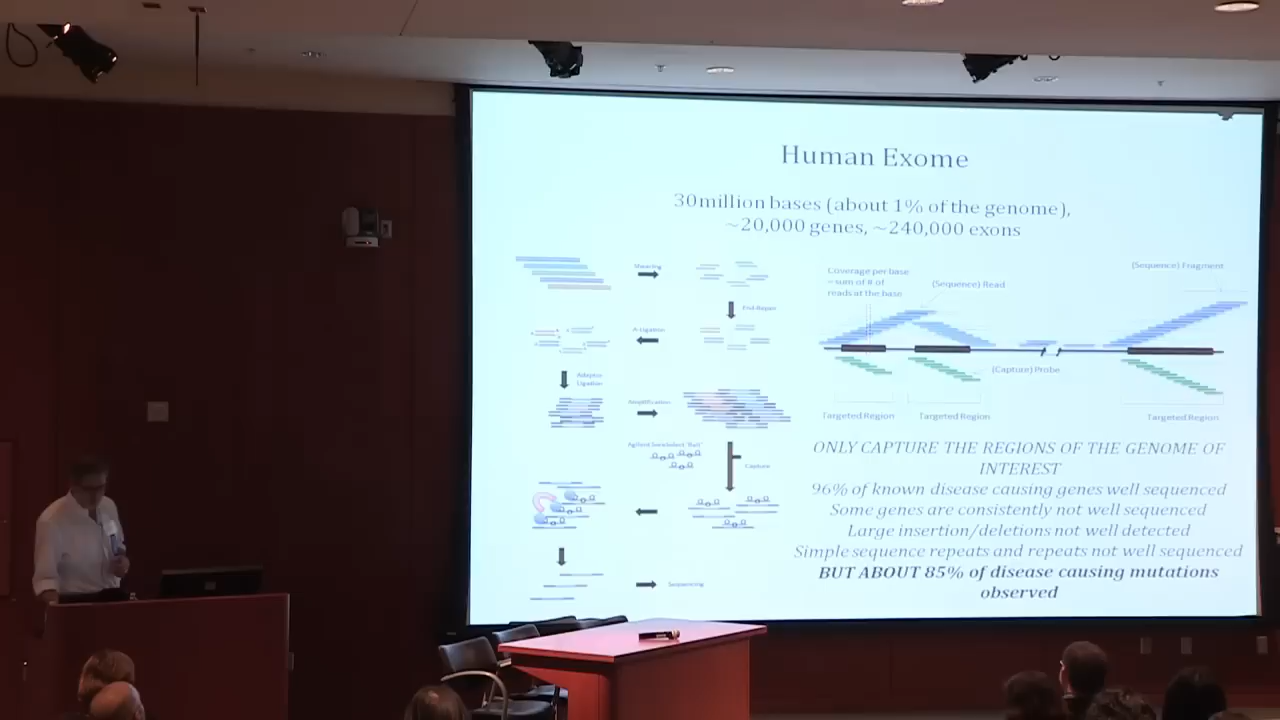 Human Exome
30million bases (about 1% of the genome),
~20,000 genes, ~240,000 exons
Shearing
End-Repair
A-Ligation
Adaptor
Ligation
Amplification
Agilent SureSelect "Bait"
Capture
Sequencing
Coverage per base
= sum of # of
reads at the base
(Sequence) Read
(Sequence) Fragment
(Capture) Probe
Targeted Region
Targeted Region
Targeted Region
ONLY CAPTURE THE REGIONS OF THE GENOME OF
INTEREST
96% of known disease causing genes well sequenced
Some genes are consistently not well sequenced
Large insertion/deletions not well detected
Simple sequence repeats and repeats not well sequenced
BUT ABOUT 85% of disease causing mutations
observed